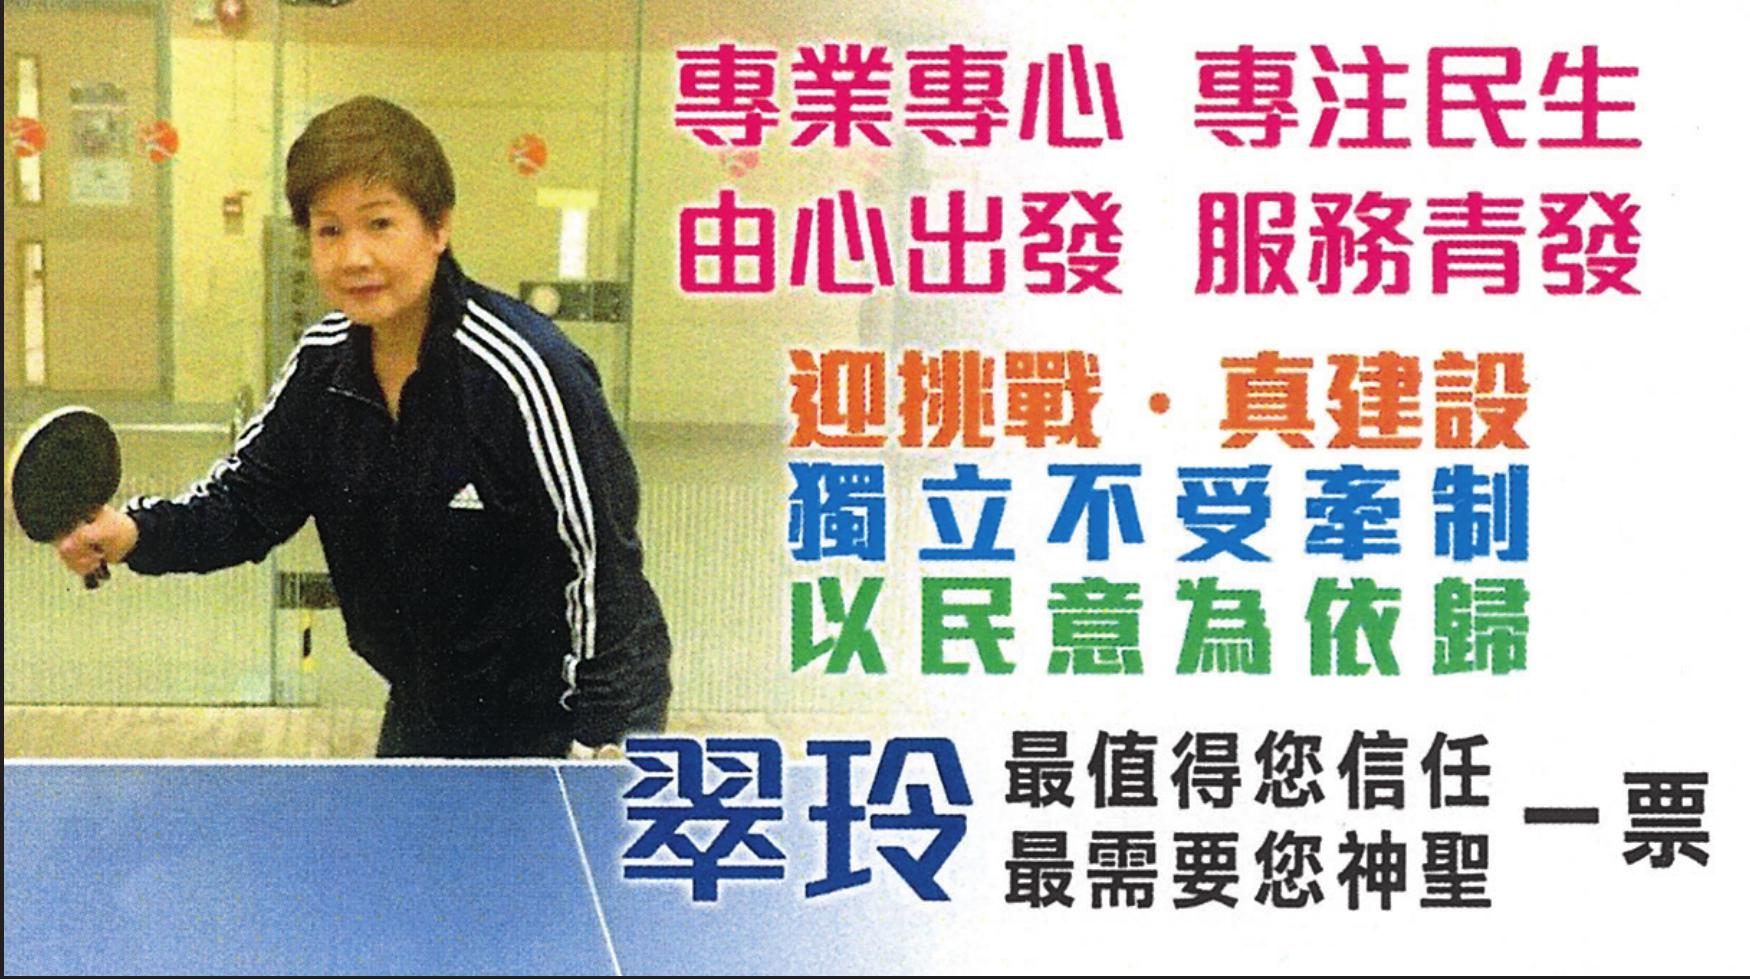 專業專心 專注民生
由心出發 服務青發
迎挑戰・真建設
獨立不受牽制
以民意為依歸
翠玲 最值得您信任
最需要您神聖 一票
adidas